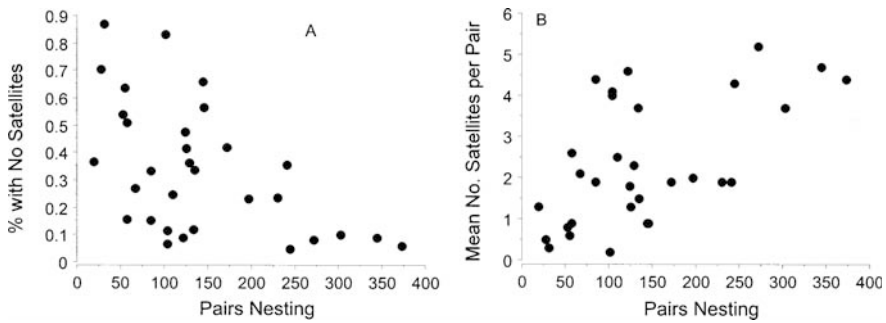 A
% with No Satellites
0.9
0.8
0.7
0.6
0.5
0.4
0.3
0.2
0.1
0
0 50 100 150 200 250 300 350 400
Pairs Nesting
B
Mean No. Satellites per Pair
6
5
4
3
2
1
0
0 50 100 150 200 250 300 350 400
Pairs Nesting